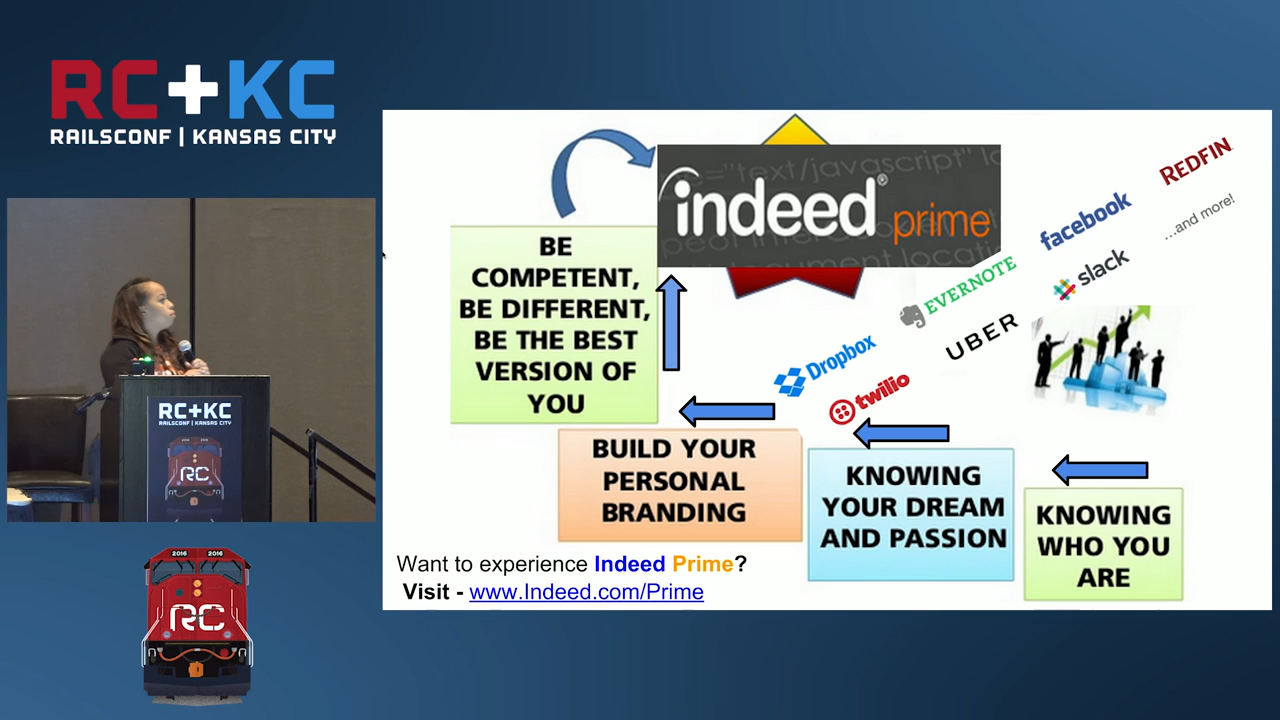 RC+KC
RAILSCONF | KANSAS CITY
="text/javascript"
indeed® prime
REDFIN
facebook
...and more!
EVERNOTE
slack
UBER
Dropbox
twilio
BE
COMPETENT,
BE DIFFERENT,
BE THE BEST
VERSION OF
YOU
BUILD YOUR
PERSONAL
BRANDING
KNOWING
YOUR DREAM
AND PASSION
KNOWING
WHO YOU
ARE
Want to experience Indeed Prime?
Visit - www.Indeed.com/Prime
RC+KC
RAILSCONF | KANSAS CITY
RC
2016 2016
RC